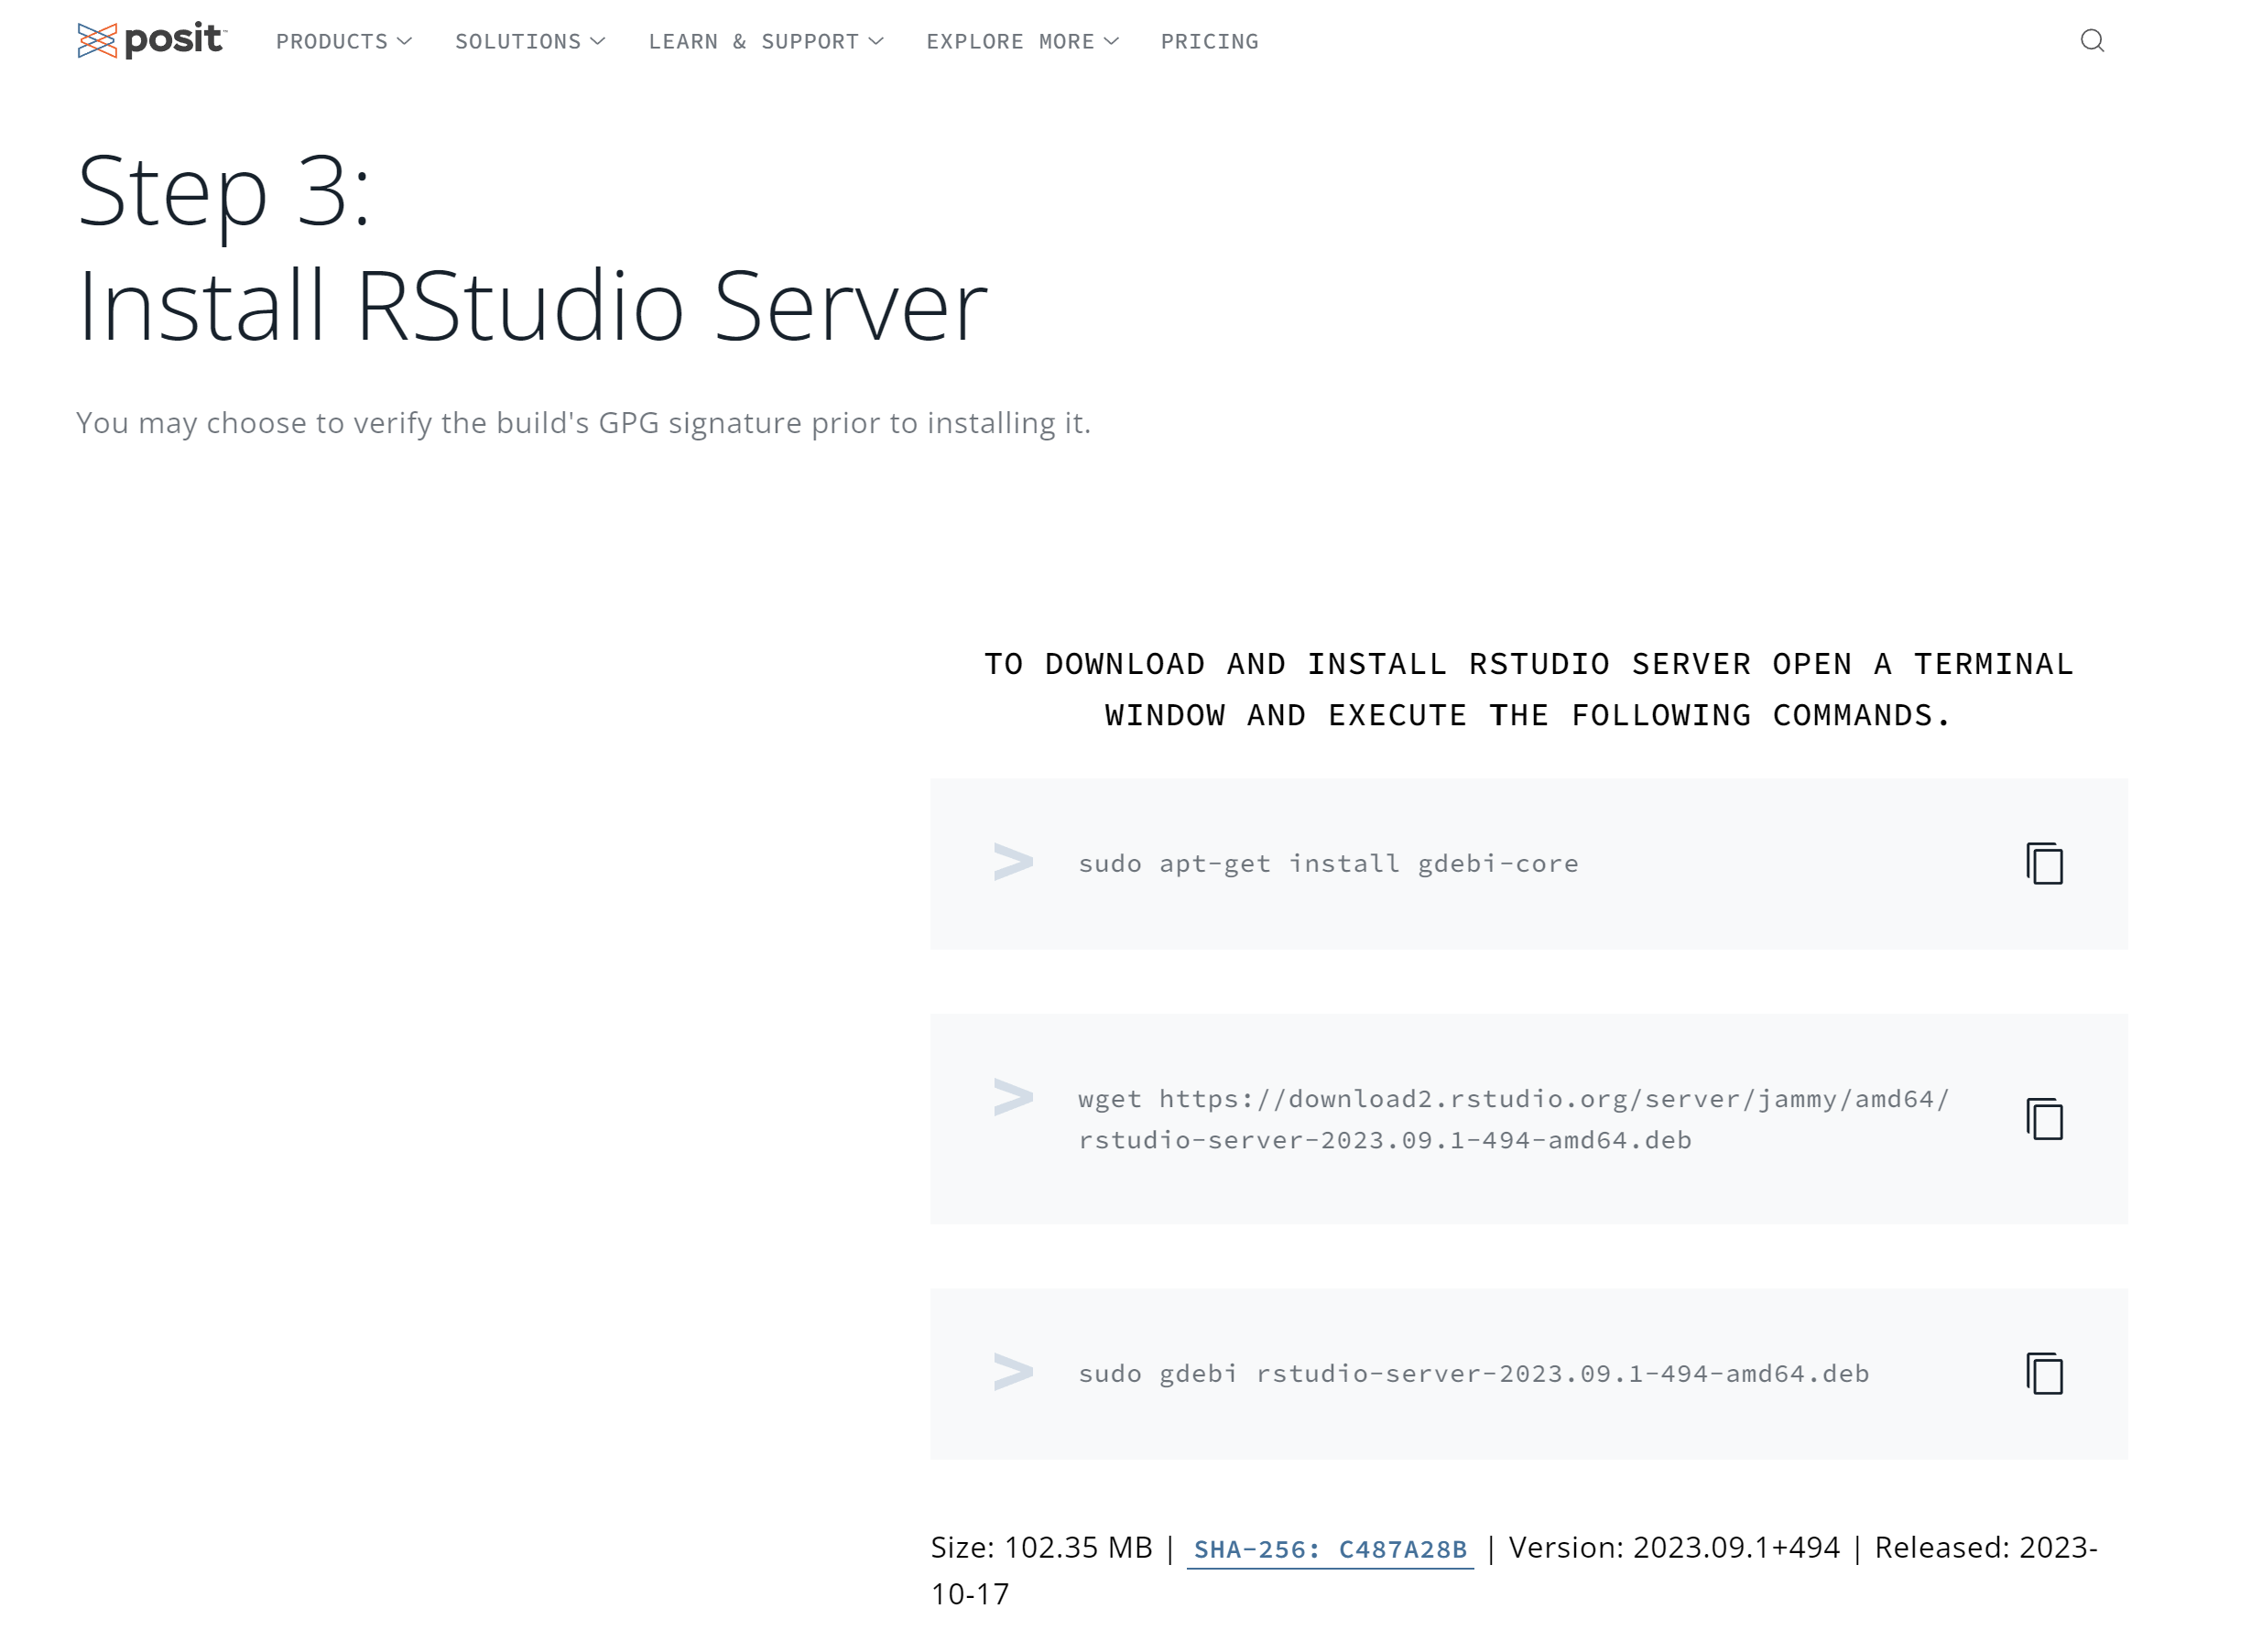 posit™ PRODUCTS SOLUTIONS LEARN & SUPPORT EXPLORE MORE PRICING
Step 3:
Install RStudio Server
You may choose to verify the build's GPG signature prior to installing it.
TO DOWNLOAD AND INSTALL RSTUDIO SERVER OPEN A TERMINAL
WINDOW AND EXECUTE THE FOLLOWING COMMANDS.
> sudo apt-get install gdebi-core
> wget https://download2.rstudio.org/server/jammy/amd64/
rstudio-server-2023.09.1-494-amd64.deb
> sudo gdebi rstudio-server-2023.09.1-494-amd64.deb
Size: 102.35 MB | SHA-256: C487A28B | Version: 2023.09.1+494 | Released: 2023-
10-17